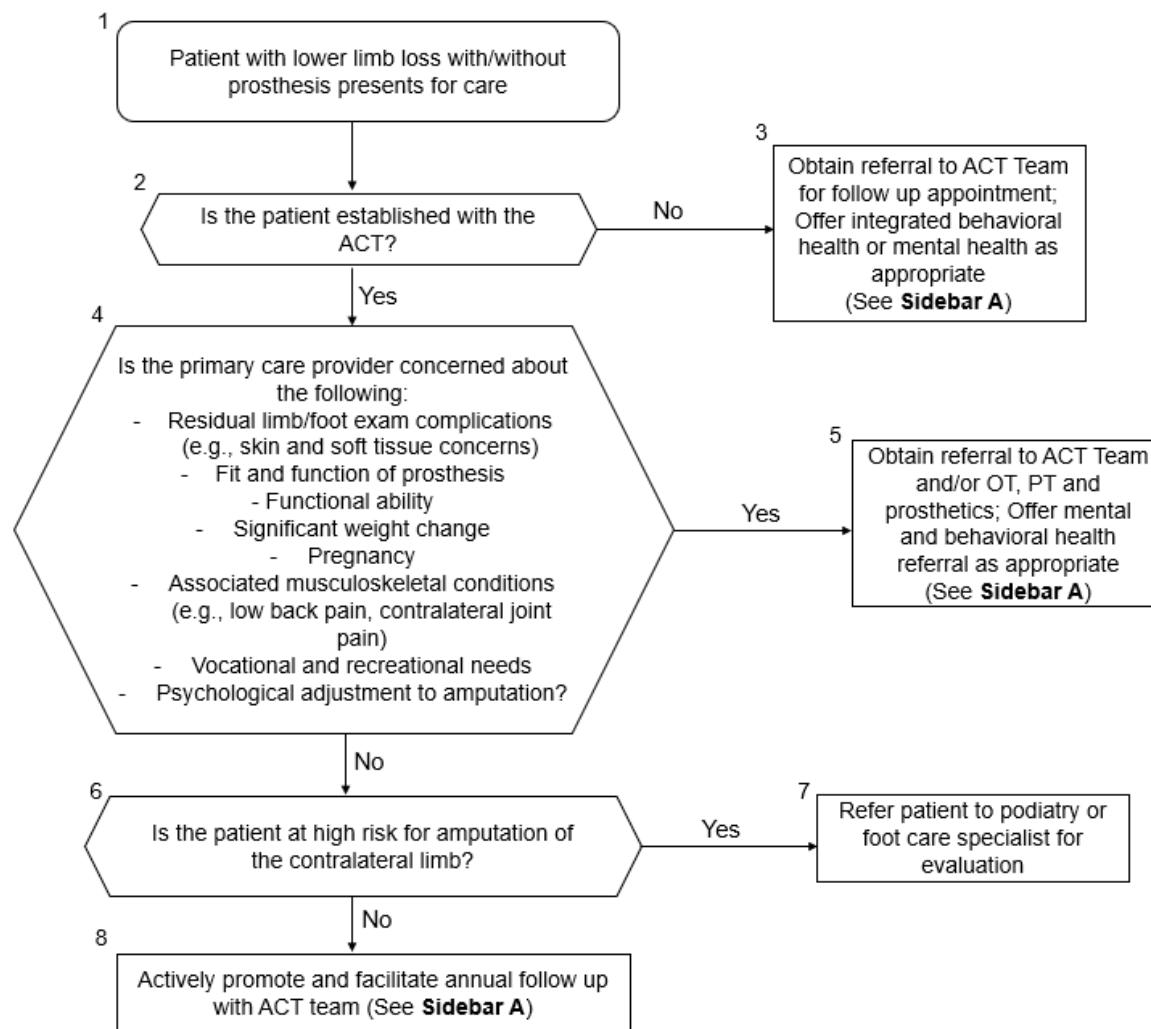 1
Patient with lower limb loss with/without
prosthesis presents for care
2
Is the patient established with the
ACT?
No
3
Obtain referral to ACT Team
for follow up appointment;
Offer integrated behavioral
health or mental health as
appropriate
(See Sidebar A)
Yes
4
Is the primary care provider concerned about
the following:
- Residual limb/foot exam complications
(e.g., skin and soft tissue concerns)
- Fit and function of prosthesis
- Functional ability
- Significant weight change
- Pregnancy
- Associated musculoskeletal conditions
(e.g., low back pain, contralateral joint
pain)
- Vocational and recreational needs
- Psychological adjustment to amputation?
Yes
5
Obtain referral to ACT Team
and/or OT, PT and
prosthetics; Offer mental
and behavioral health
referral as appropriate
(See Sidebar A)
No
6
Is the patient at high risk for amputation of
the contralateral limb?
Yes
7
Refer patient to podiatry or
foot care specialist for
evaluation
No
8
Actively promote and facilitate annual follow up
with ACT team (See Sidebar A)